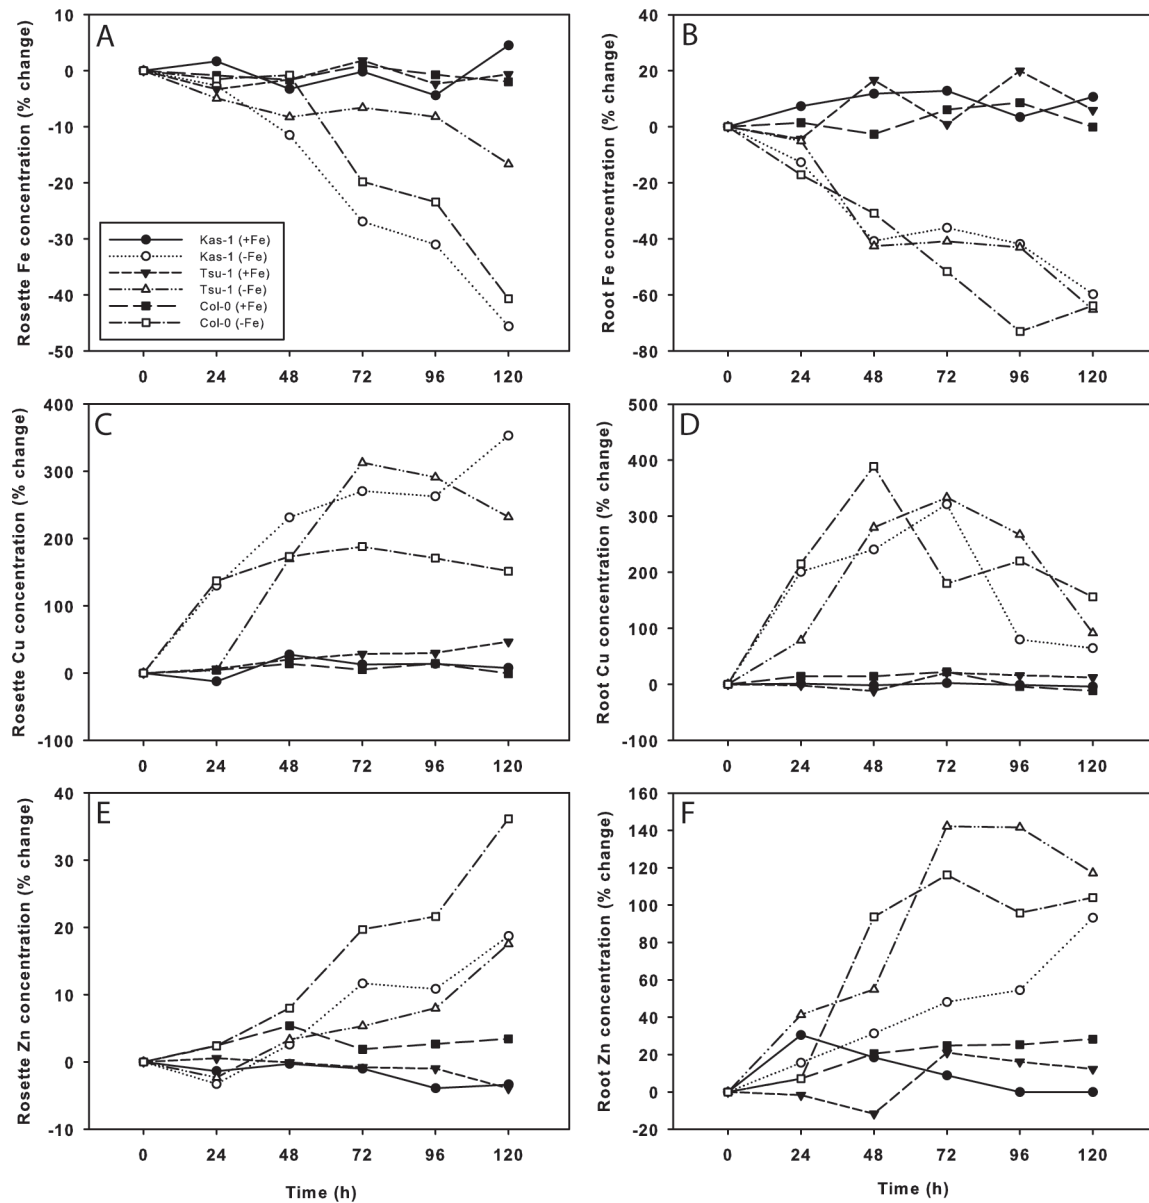 A
Rosette Fe concentration (% change)
10
0
-10
-20
-30
-40
-50
Kas-1 (+Fe)
Kas-1 (-Fe)
Tsu-1 (+Fe)
Tsu-1 (-Fe)
Col-0 (+Fe)
Col-0 (-Fe)
0 24 48 72 96 120
B
Root Fe concentration (% change)
40
20
0
-20
-40
-60
-80
0 24 48 72 96 120
C
Rosette Cu concentration (% change)
400
300
200
100
0
-100
0 24 48 72 96 120
D
Root Cu concentration (% change)
500
400
300
200
100
0
-100
0 24 48 72 96 120
E
Rosette Zn concentration (% change)
40
30
20
10
0
-10
0 24 48 72 96 120
Time (h)
F
Root Zn concentration (% change)
160
140
120
100
80
60
40
20
0
-20
0 24 48 72 96 120
Time (h)